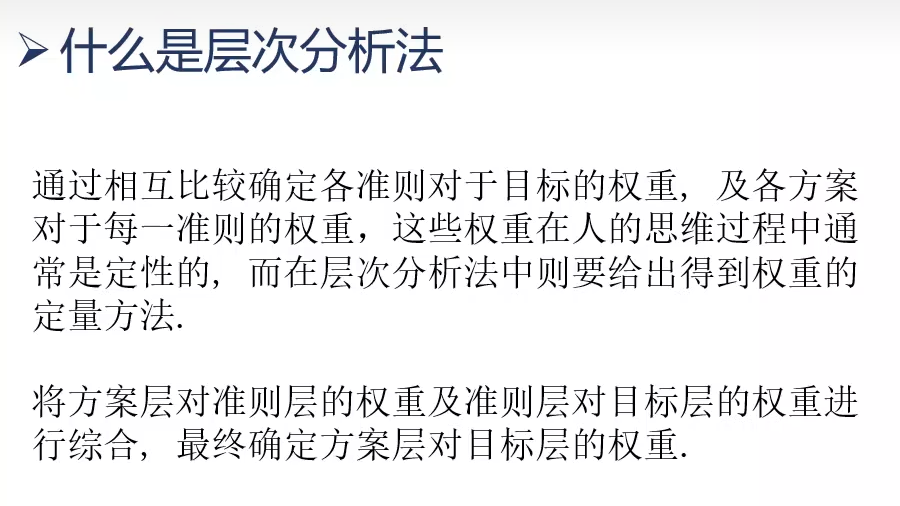 什么是层次分析法
通过相互比较确定各准则对于目标的权重, 及各方案
对于每一准则的权重，这些权重在人的思维过程中通
常是定性的, 而在层次分析法中则要给出得到权重的
定量方法.
将方案层对准则层的权重及准则层对目标层的权重进
行综合, 最终确定方案层对目标层的权重.